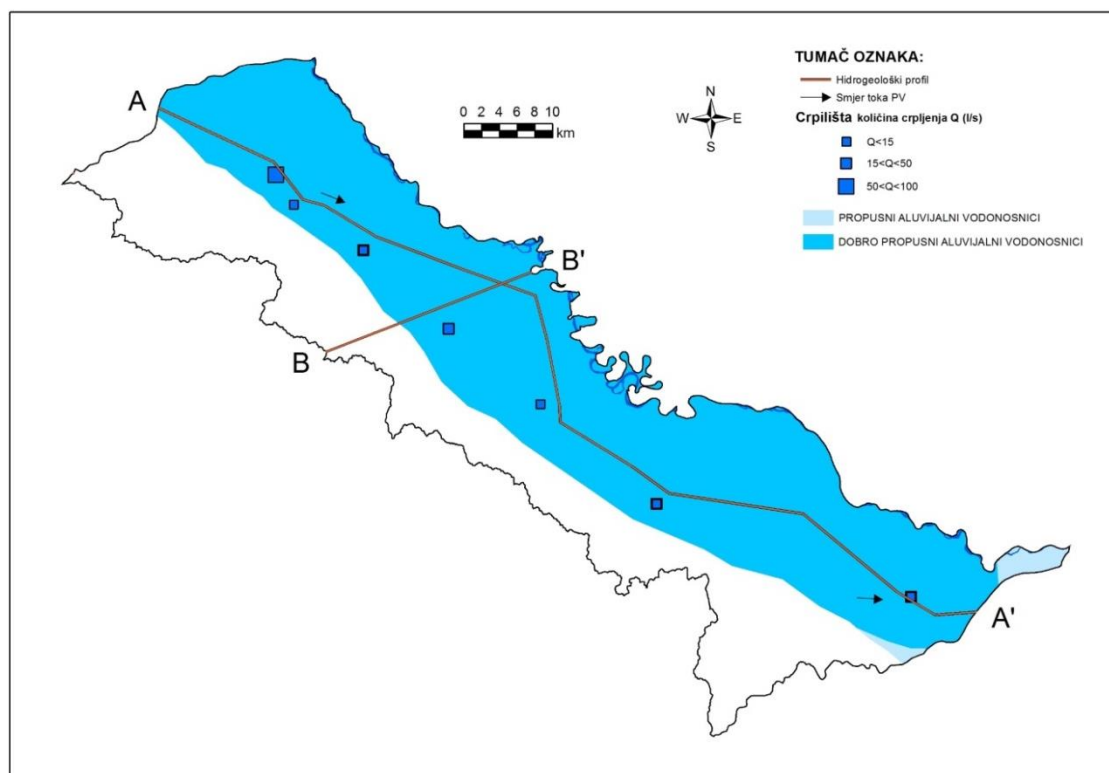 TUMAČ OZNAKA:
Hidrogeološki profil
Smjer toka PV
Crpilišta količina crpljenja Q (l/s)
Q<15
15<Q<50
50<Q<100
PROPUSNI ALUVIJALNI VODONOSNICI
DOBRO PROPUSNI ALUVIJALNI VODONOSNICI
N
W E
S
0 2 4 6 8 10
km
A
B'
B
A'